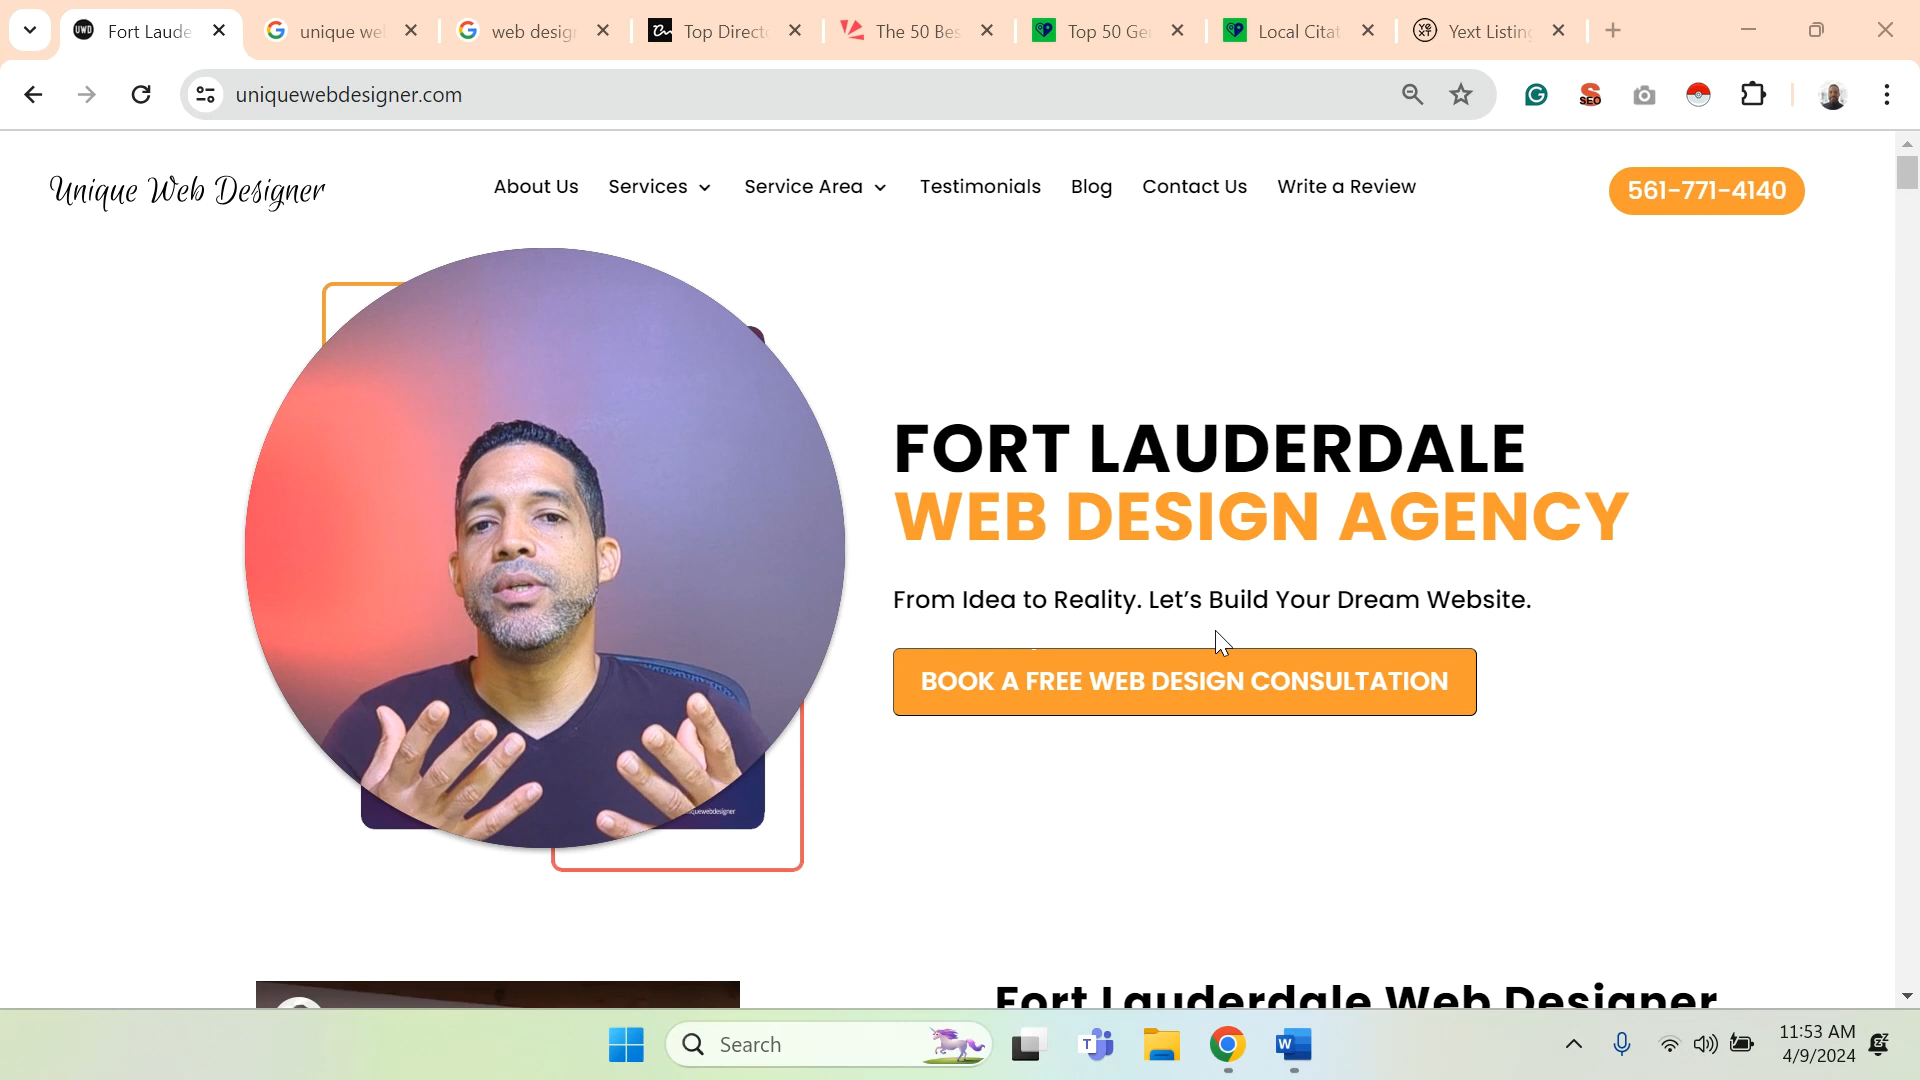 Fort Laude
unique we
web desig
Top Direct
The 50 Bes
Top 50 Ge
Local Citat
Yext Listin
uniquewebdesigner.com
SEO
Unique Web Designer
About Us
Services
Service Area
Testimonials
Blog
Contact Us
Write a Review
561-771-4140
FORT LAUDERDALE
WEB DESIGN AGENCY
From Idea to Reality. Let's Build Your Dream Website.
BOOK A FREE WEB DESIGN CONSULTATION
quewebdesigner
Fort Lauderdale Web Designer
Search
11:53 AM
4/9/2024